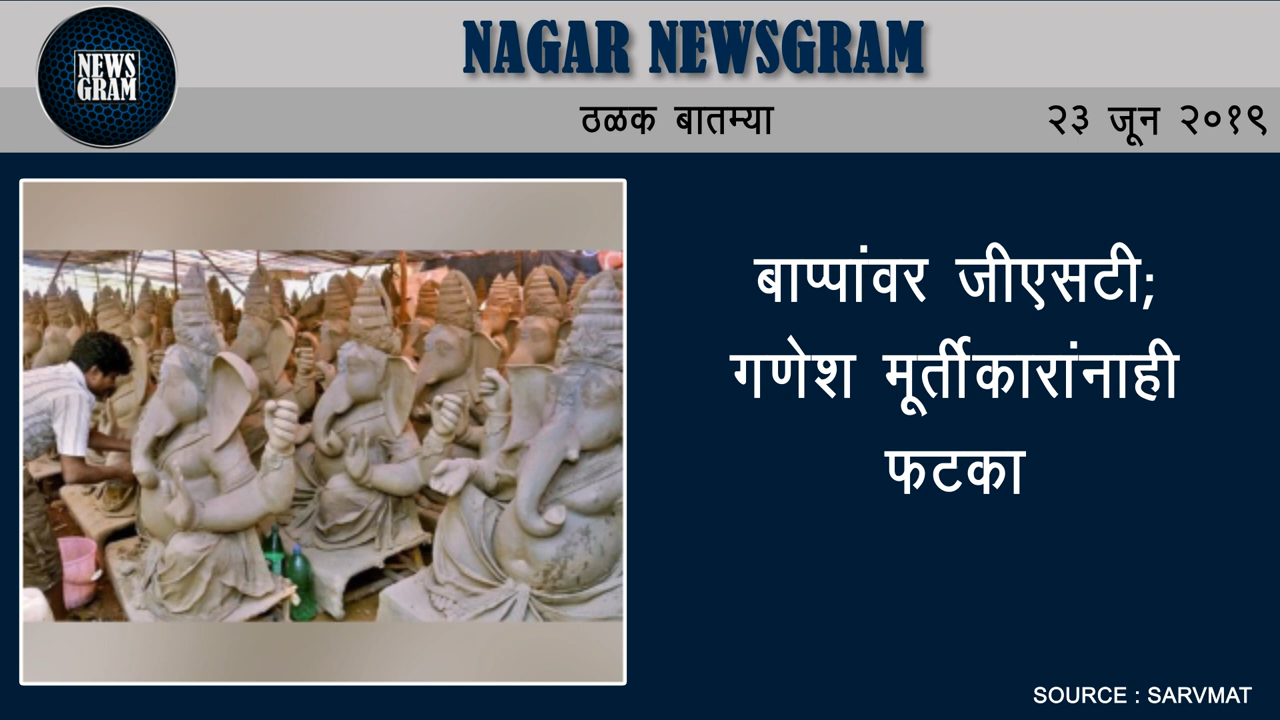 NEWS
GRAM
NAGAR NEWSGRAM
ठळक बातम्या
२३ जून २०१९
बाप्पांवर जीएसटी;
गणेश मूर्तीकारांनाही
फटका
SOURCE : SARVMAT